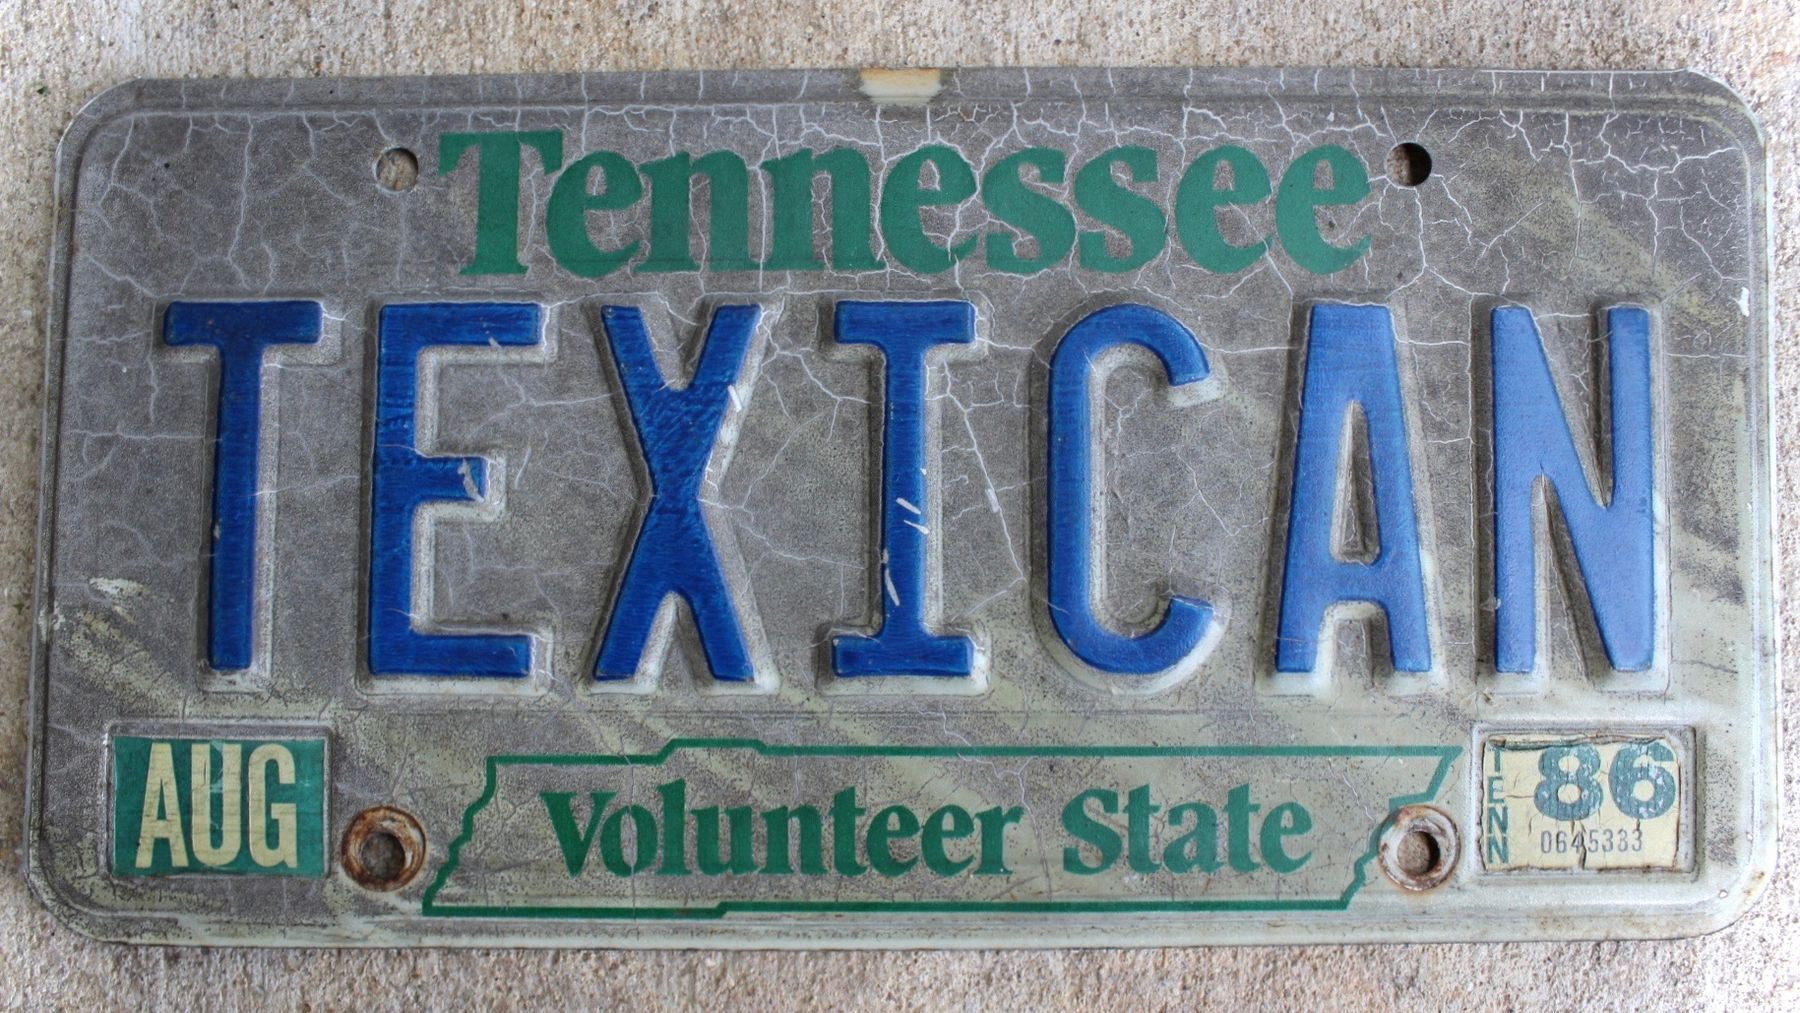 Tennessee
TEXICAN
AUG
Volunteer State
TENN
86
0645383